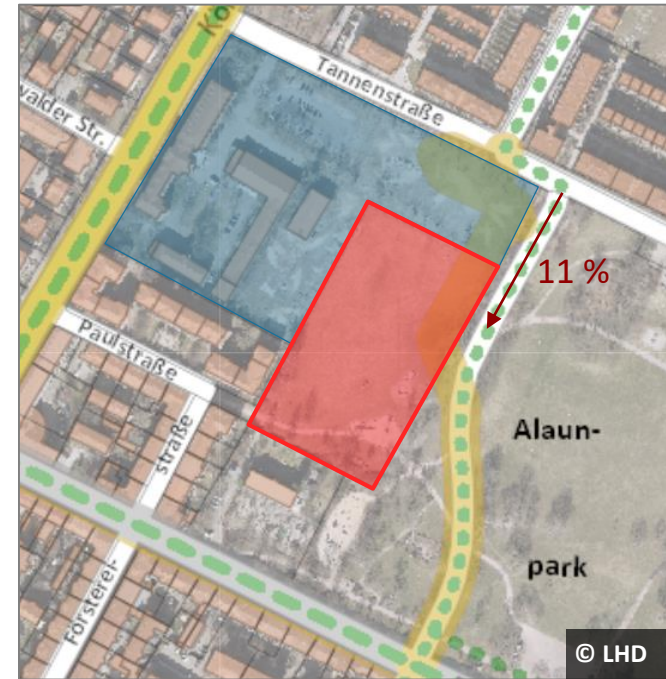 Tannenstraße
walder Str.
11 %
Paulstraße
straße
Alaun-
park
Försterei-
© LHD